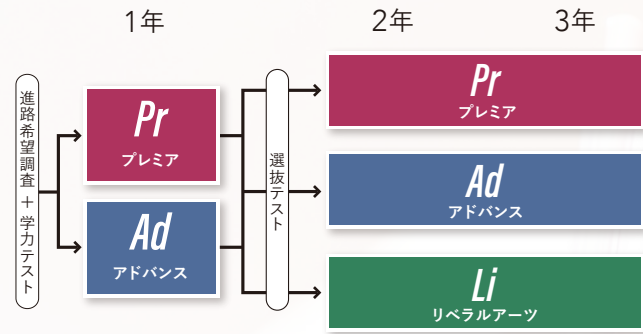 1年
2年
3年
進路希望調査＋学力テスト
Pr
プレミア
Ad
アドバンス
選抜テスト
Pr
プレミア
Ad
アドバンス
Li
リベラルアーツ